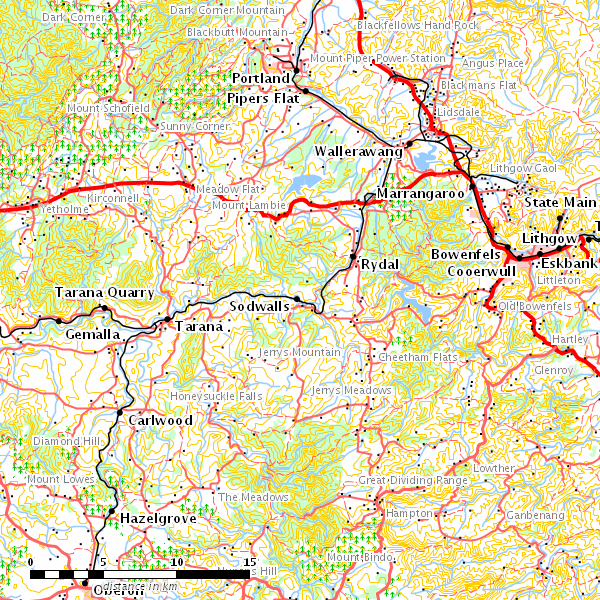 Dark Corner Mountain
Dark Corner
Blackfellows Hand Rock
Blackbutt Mountain
Mount Piper Power Station
Angus Place
Portland
Blackmans Flat
Pipers Flat
Mount Schofield
Lidsdale
Sunny Corner
Wallerawang
Lithgow Gaol
Meadow Flat
Marrangaroo
Kirconnell
State Main
Mount Lambie
Lithgow
Bowenfels
Eskbank
Rydal
Cooerwull
Littleton
Tarana Quarry
Sodwalls
Old Bowenfels
Tarana
Gemalla
Hartley
Jerrys Mountain
Cheetham Flats
Glenroy
Honeysuckle Falls
Jerrys Meadows
Carlwood
Diamond Hill
Lowther
Mount Lowes
Great Dividing Range
The Meadows
Hampton
Ganbenang
Hazelgrove
Mount Bindo
0 5 10 15
Hill
distance in km
Oberon